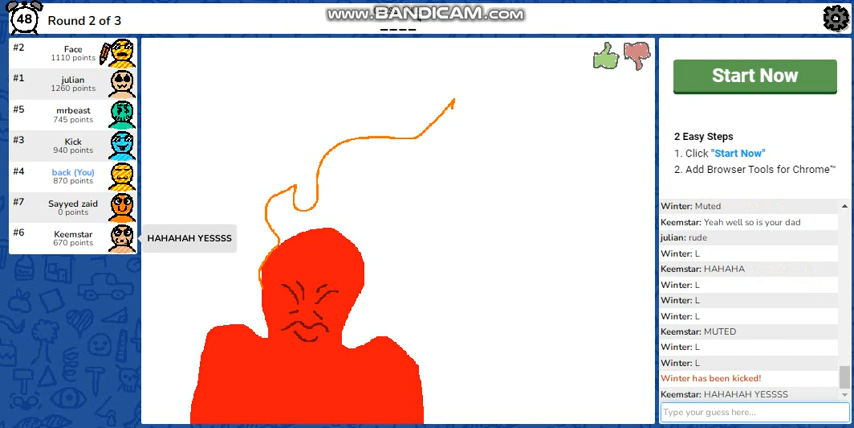 www.BANDICAM.com
48
Round 2 of 3
#2
Face
1110 points
#1
julian
1260 points
#5
mrbeast
745 points
#3
Kick
940 points
#4
back (You)
870 points
#7
Sayyed zaid
0 points
#6
Keemstar
670 points
HAHAHAH YESSSS
Start Now
2 Easy Steps
1. Click "Start Now"
2. Add Browser Tools for Chrome™
Winter: Muted
Keemstar: Yeah well so is your dad
julian: rude
Winter: L
Keemstar: HAHAHA
Winter: L
Winter: L
Winter: L
Keemstar: MUTED
Winter: L
Winter: L
Winter has been kicked!
Keemstar: HAHAHAH YESSSS
Type your guess here...